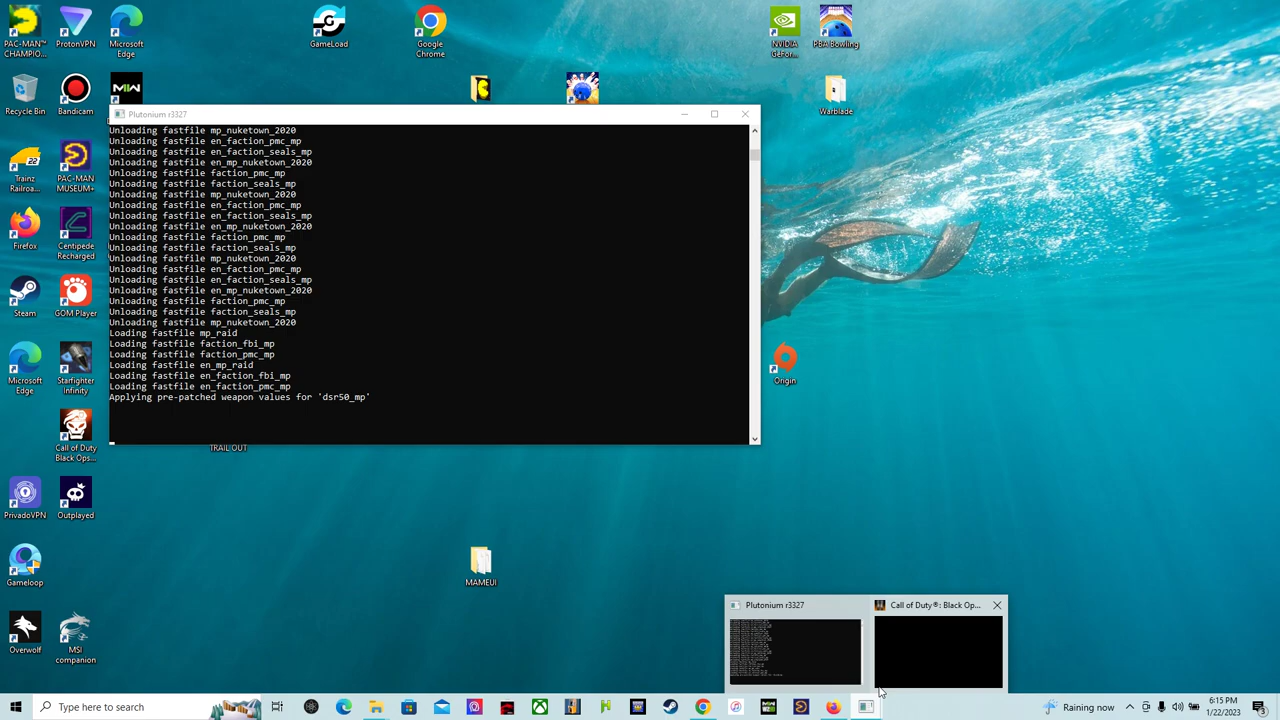 PAC-MAN™ CHAMPIO...
ProtonVPN
Microsoft Edge
GameLoad
Google Chrome
NVIDIA GeFor...
PBA Bowling
Recycle Bin
Bandicam
MW
Warblade
Plutonium r3327
Unloading fastfile mp_nuketown_2020
Unloading fastfile en_faction_pmc_mp
Unloading fastfile en_faction_seals_mp
Unloading fastfile en_mp_nuketown_2020
Unloading fastfile faction_pmc_mp
Unloading fastfile faction_seals_mp
Unloading fastfile mp_nuketown_2020
Unloading fastfile en_faction_pmc_mp
Unloading fastfile en_faction_seals_mp
Unloading fastfile en_mp_nuketown_2020
Unloading fastfile faction_pmc_mp
Unloading fastfile faction_seals_mp
Unloading fastfile mp_nuketown_2020
Unloading fastfile en_faction_pmc_mp
Unloading fastfile en_faction_seals_mp
Unloading fastfile en_mp_nuketown_2020
Unloading fastfile faction_pmc_mp
Unloading fastfile faction_seals_mp
Unloading fastfile mp_nuketown_2020
Loading fastfile mp_raid
Loading fastfile faction_fbi_mp
Loading fastfile faction_pmc_mp
Loading fastfile en_mp_raid
Loading fastfile en_faction_fbi_mp
Loading fastfile en_faction_pmc_mp
Applying pre-patched weapon values for 'dsr50_mp'
22
Trainz Railroa...
PAC-MAN MUSEUM+
Firefox
Centipede Recharged
Steam
GOM Player
Microsoft Edge
Starfighter Infinity
Origin
Call of Duty Black Ops...
TRAIL OUT
PrivadoVPN
Outplayed
Gameloop
MAMEUI
Overwolf
MSI companion
Plutonium r3327
Call of Duty®: Black Op...
Type here to search
Raining now
6:15 PM
1/22/2023
3